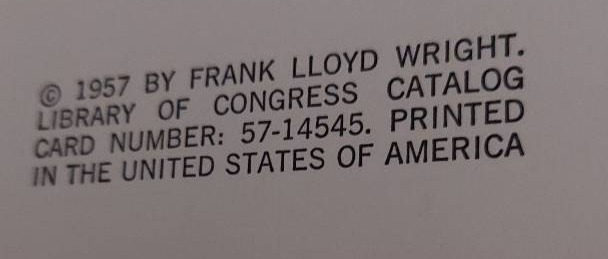 © 1957 BY FRANK LLOYD WRIGHT.
LIBRARY OF CONGRESS CATALOG
CARD NUMBER: 57-14545. PRINTED
IN THE UNITED STATES OF AMERICA